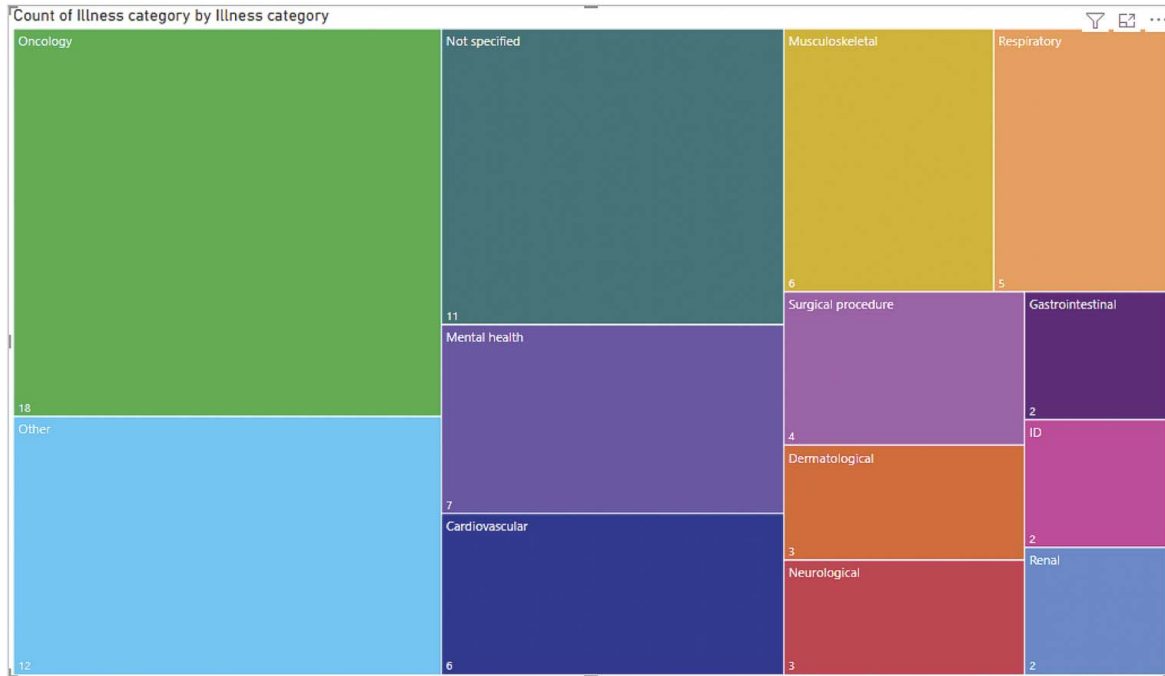 Count of Illness category by Illness category
Oncology
18
Other
12
Not specified
11
Mental health
7
Cardiovascular
6
Musculoskeletal
6
Respiratory
5
Surgical procedure
4
Dermatological
3
Neurological
3
Gastrointestinal
2
ID
2
Renal
2